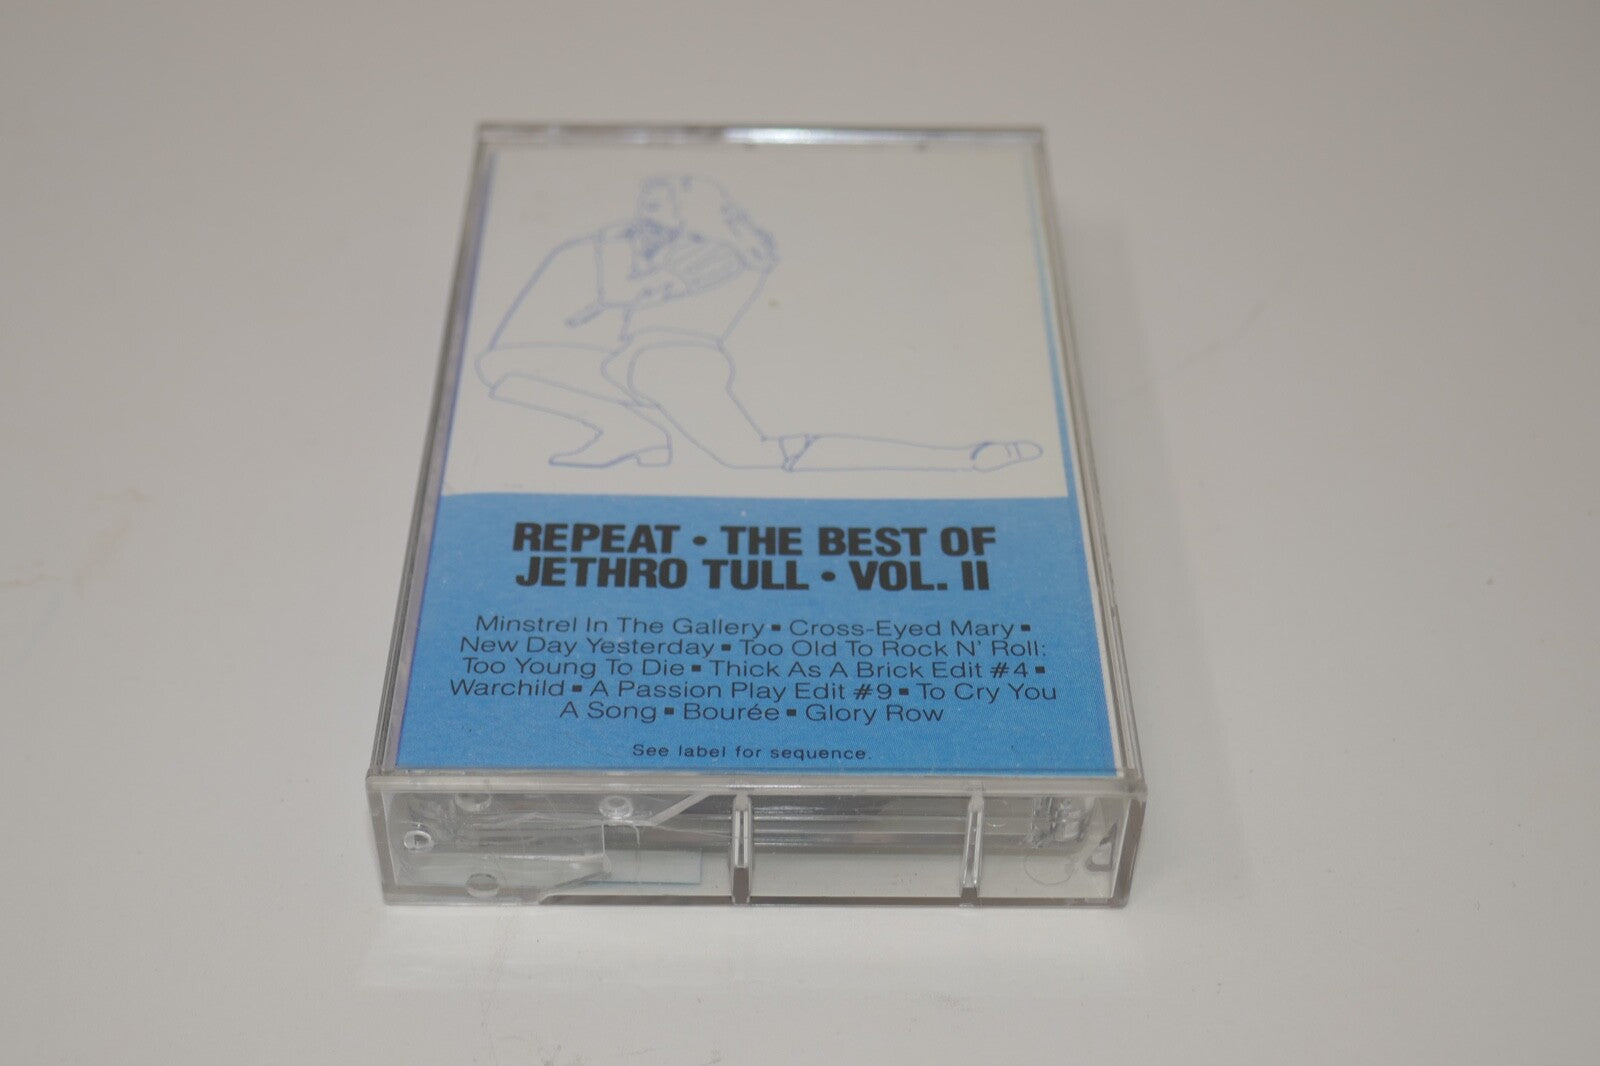 REPEAT • THE BEST OF
JETHRO TULL • VOL. II
Minstrel In The Gallery ▪ Cross-Eyed Mary ▪
New Day Yesterday ▪ Too Old To Rock N' Roll:
Too Young To Die ▪ Thick As A Brick Edit #4 ▪
Warchild ▪ A Passion Play Edit #9 ▪ To Cry You
A Song ▪ Bourée ▪ Glory Row
See label for sequence.